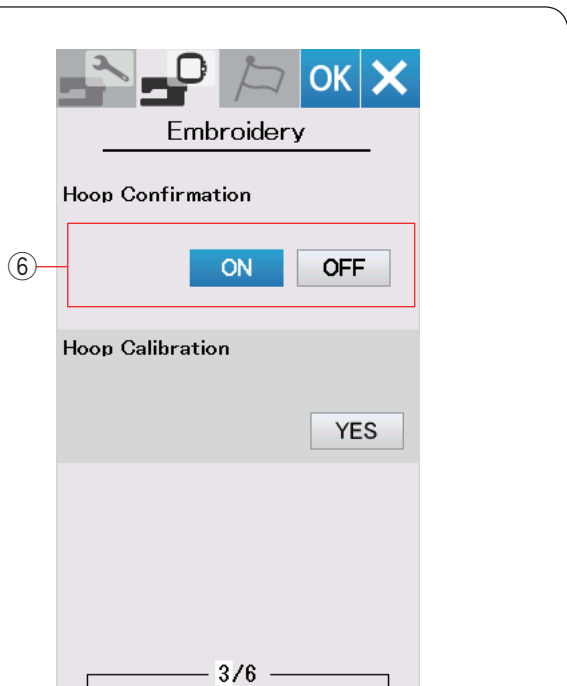 OK X
Embroidery
Hoop Confirmation
⑥
ON OFF
Hoop Calibration
YES
3/6